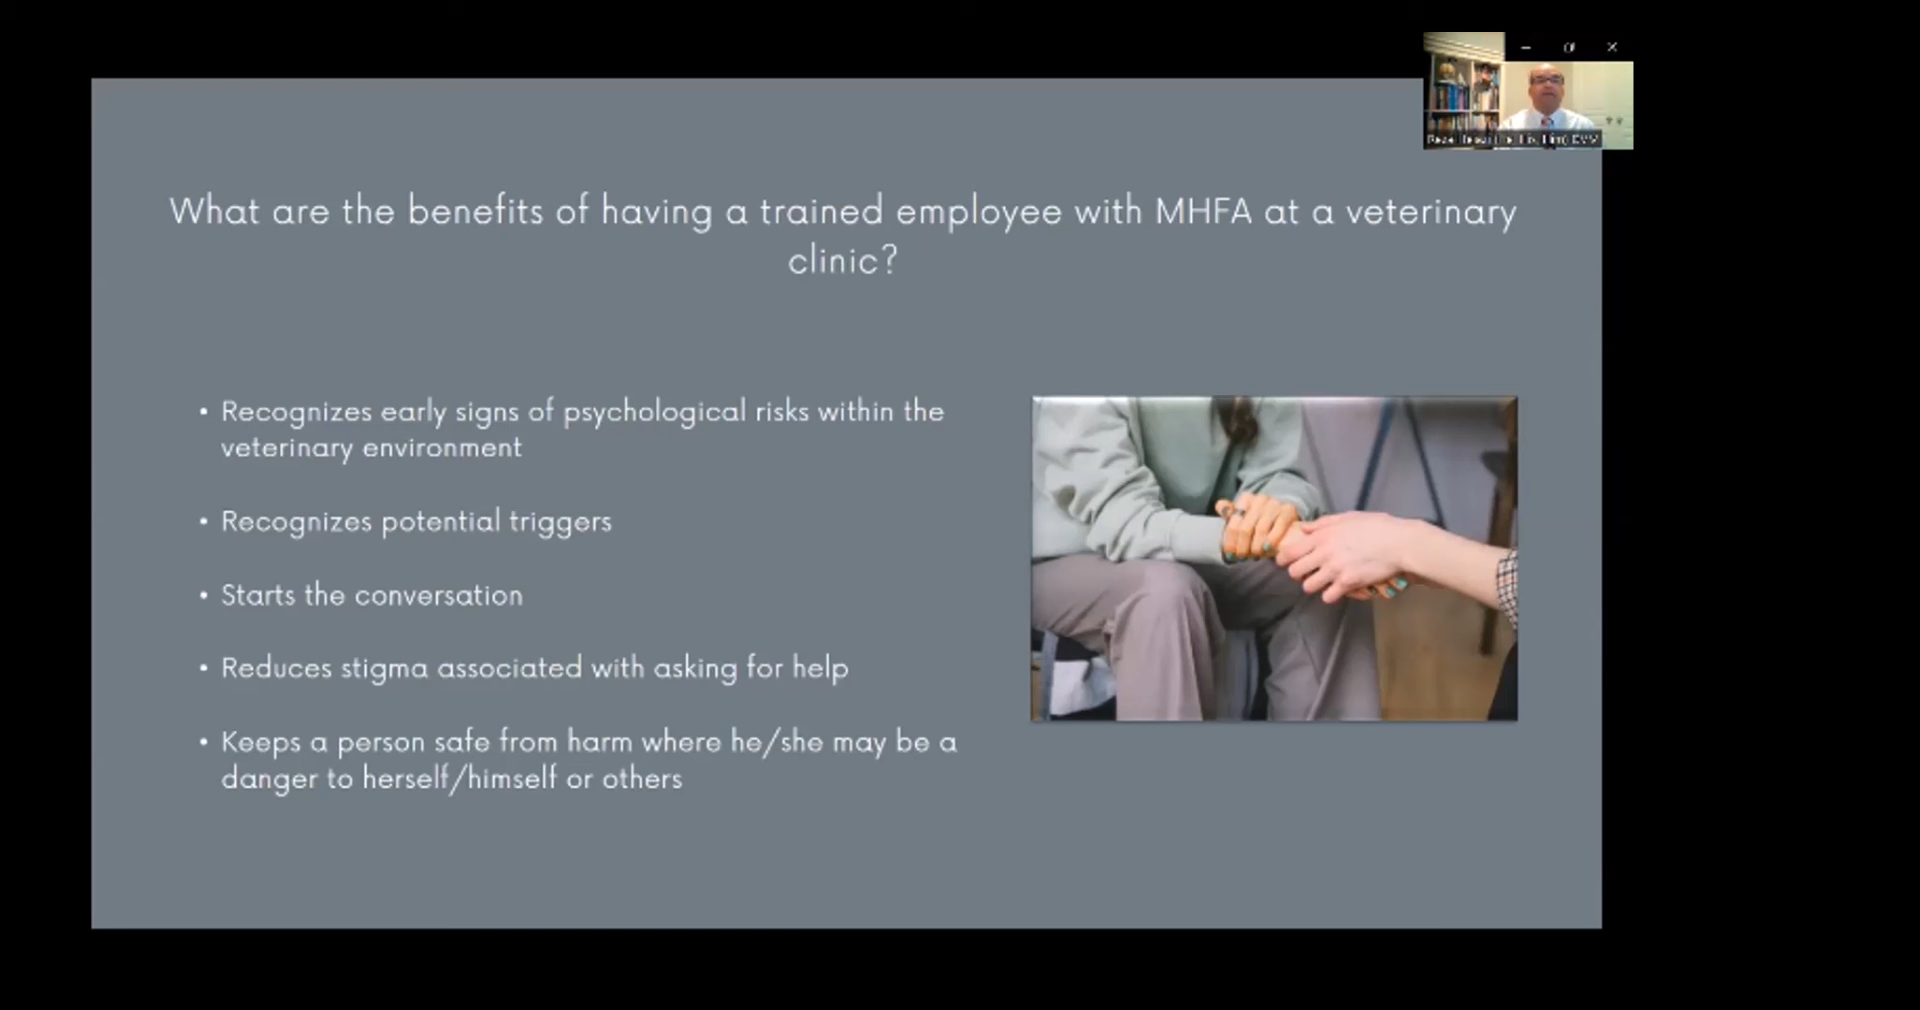 What are the benefits of having a trained employee with MHFA at a veterinary
clinic?
• Recognizes early signs of psychological risks within the
veterinary environment
• Recognizes potential triggers
• Starts the conversation
• Reduces stigma associated with asking for help
• Keeps a person safe from harm where he/she may be a
danger to herself/himself or others